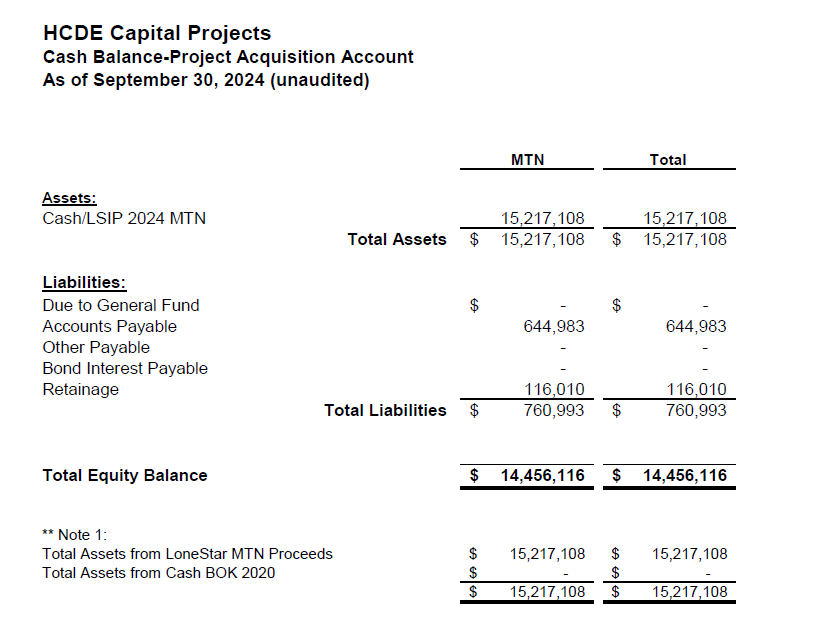 HCDE Capital Projects
Cash Balance-Project Acquisition Account
As of September 30, 2024 (unaudited)
MTN Total
Assets:
Cash/LSIP 2024 MTN 15,217,108 15,217,108
Total Assets $ 15,217,108 $ 15,217,108
Liabilities:
Due to General Fund $ - $ -
Accounts Payable 644,983 644,983
Other Payable - -
Bond Interest Payable - -
Retainage 116,010 116,010
Total Liabilities $ 760,993 $ 760,993
Total Equity Balance $ 14,456,116 $ 14,456,116
** Note 1:
Total Assets from LoneStar MTN Proceeds $ 15,217,108 $ 15,217,108
Total Assets from Cash BOK 2020 $ - $ -
$ 15,217,108 $ 15,217,108